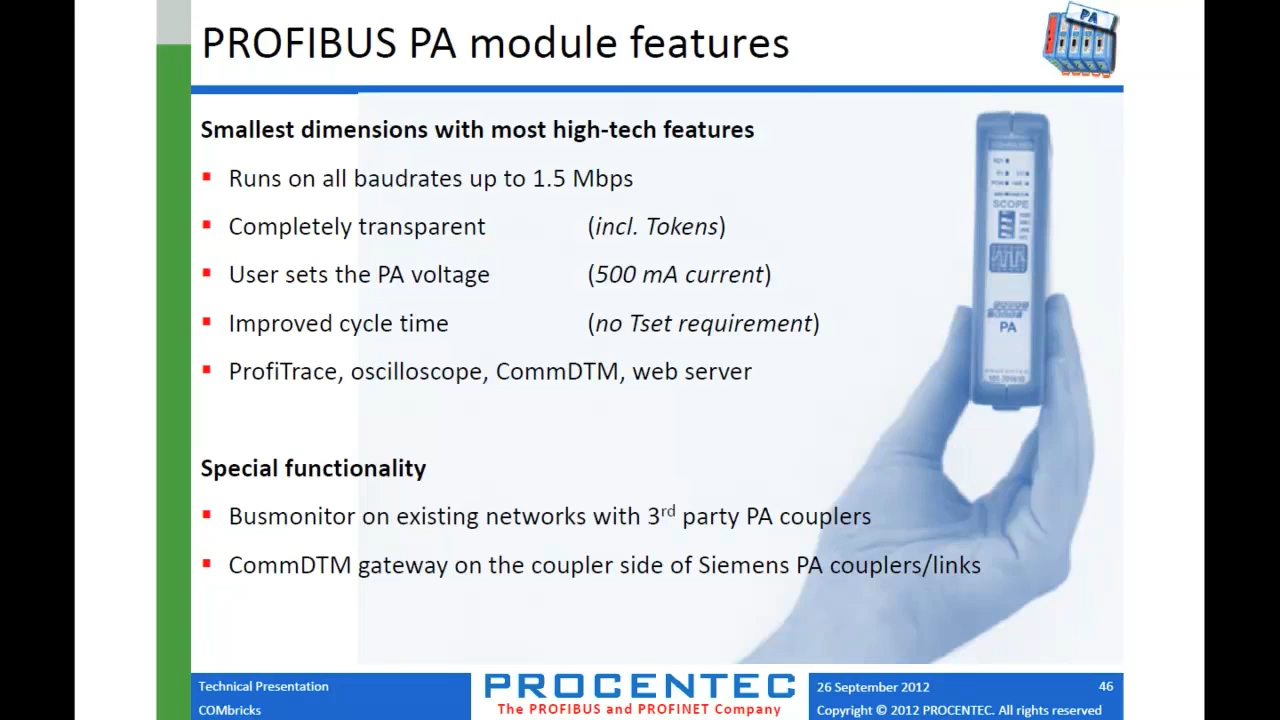 PROFIBUS PA module features
PA
Smallest dimensions with most high-tech features
Runs on all baudrates up to 1.5 Mbps
Completely transparent (incl. Tokens)
User sets the PA voltage (500 mA current)
Improved cycle time (no Tset requirement)
ProfiTrace, oscilloscope, CommDTM, web server
SCOPE
PA
Special functionality
Busmonitor on existing networks with 3rd party PA couplers
CommDTM gateway on the coupler side of Siemens PA couplers/links
Technical Presentation
COMbricks
PROCENTEC
The PROFIBUS and PROFINET Company
26 September 2012 46
Copyright © 2012 PROCENTEC. All rights reserved